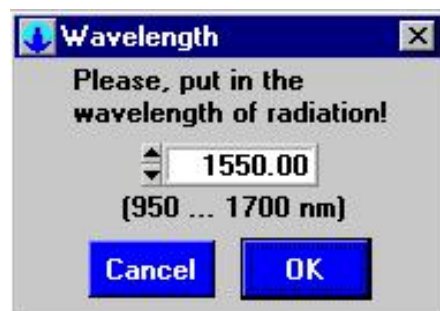 Wavelength
Please, put in the
wavelength of radiation!
1550.00
(950 ... 1700 nm)
Cancel OK